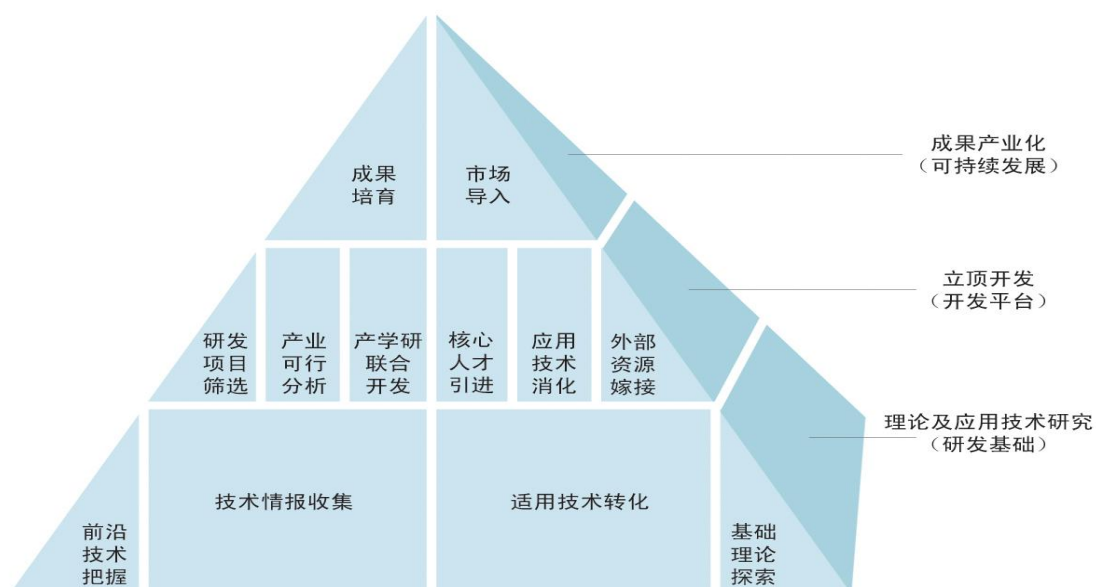 成果
培育
市场
导入
成果产业化
（可持续发展）
研发
项目
筛选
产业
可行
分析
产学研
联合
开发
核心
人才
引进
应用
技术
消化
外部
资源
嫁接
立顶开发
（开发平台）
前沿
技术
把握
技术情报收集
适用技术转化
基础
理论
探索
理论及应用技术研究
（研发基础）